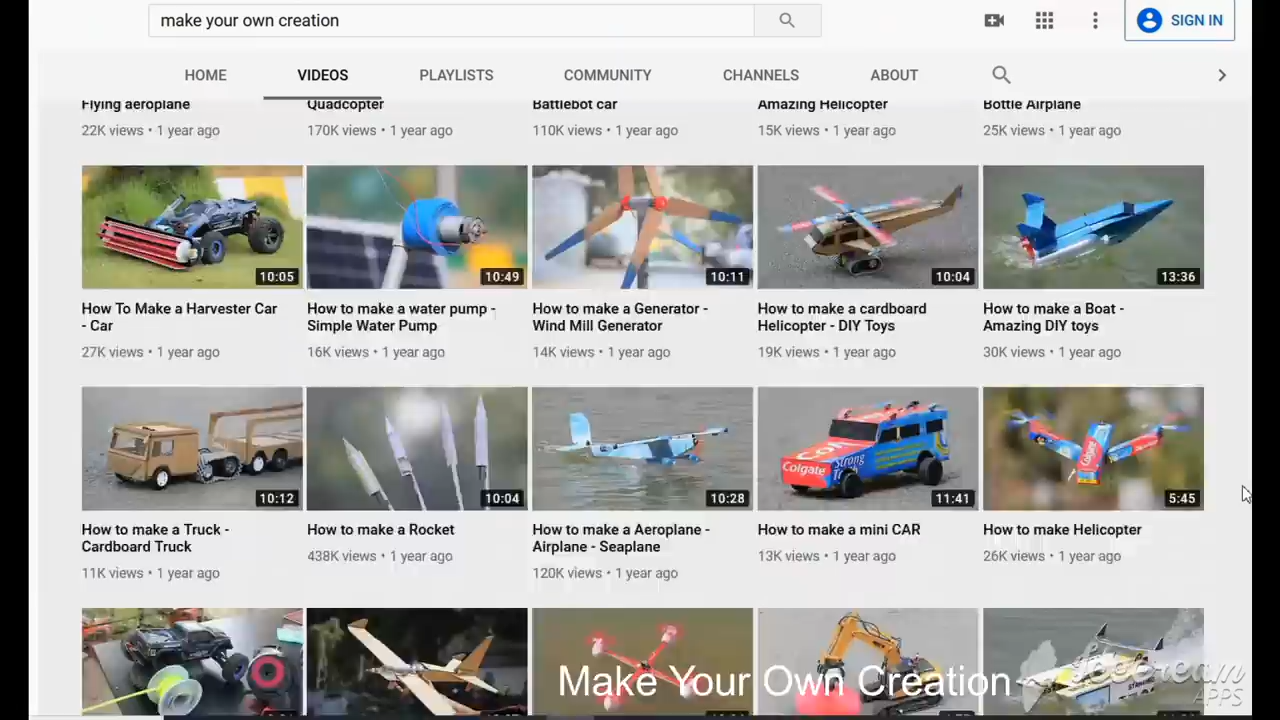 make your own creation
SIGN IN
HOME
VIDEOS
PLAYLISTS
COMMUNITY
CHANNELS
ABOUT
Flying aeroplane
Quadcopter
Battlebot car
Amazing Helicopter
Bottle Airplane
22K views • 1 year ago
170K views • 1 year ago
110K views • 1 year ago
15K views • 1 year ago
25K views • 1 year ago
10:05
10:49
10:11
10:04
13:36
How To Make a Harvester Car
- Car
27K views • 1 year ago
How to make a water pump -
Simple Water Pump
16K views • 1 year ago
How to make a Generator -
Wind Mill Generator
14K views • 1 year ago
How to make a cardboard
Helicopter - DIY Toys
19K views • 1 year ago
How to make a Boat -
Amazing DIY toys
30K views • 1 year ago
10:12
10:04
10:28
Colgate
Strong
11:41
5:45
How to make a Truck -
Cardboard Truck
11K views • 1 year ago
How to make a Rocket
438K views • 1 year ago
How to make a Aeroplane -
Airplane - Seaplane
120K views • 1 year ago
How to make a mini CAR
13K views • 1 year ago
How to make Helicopter
26K views • 1 year ago
Make Your Own Creation
Icecream
APPS